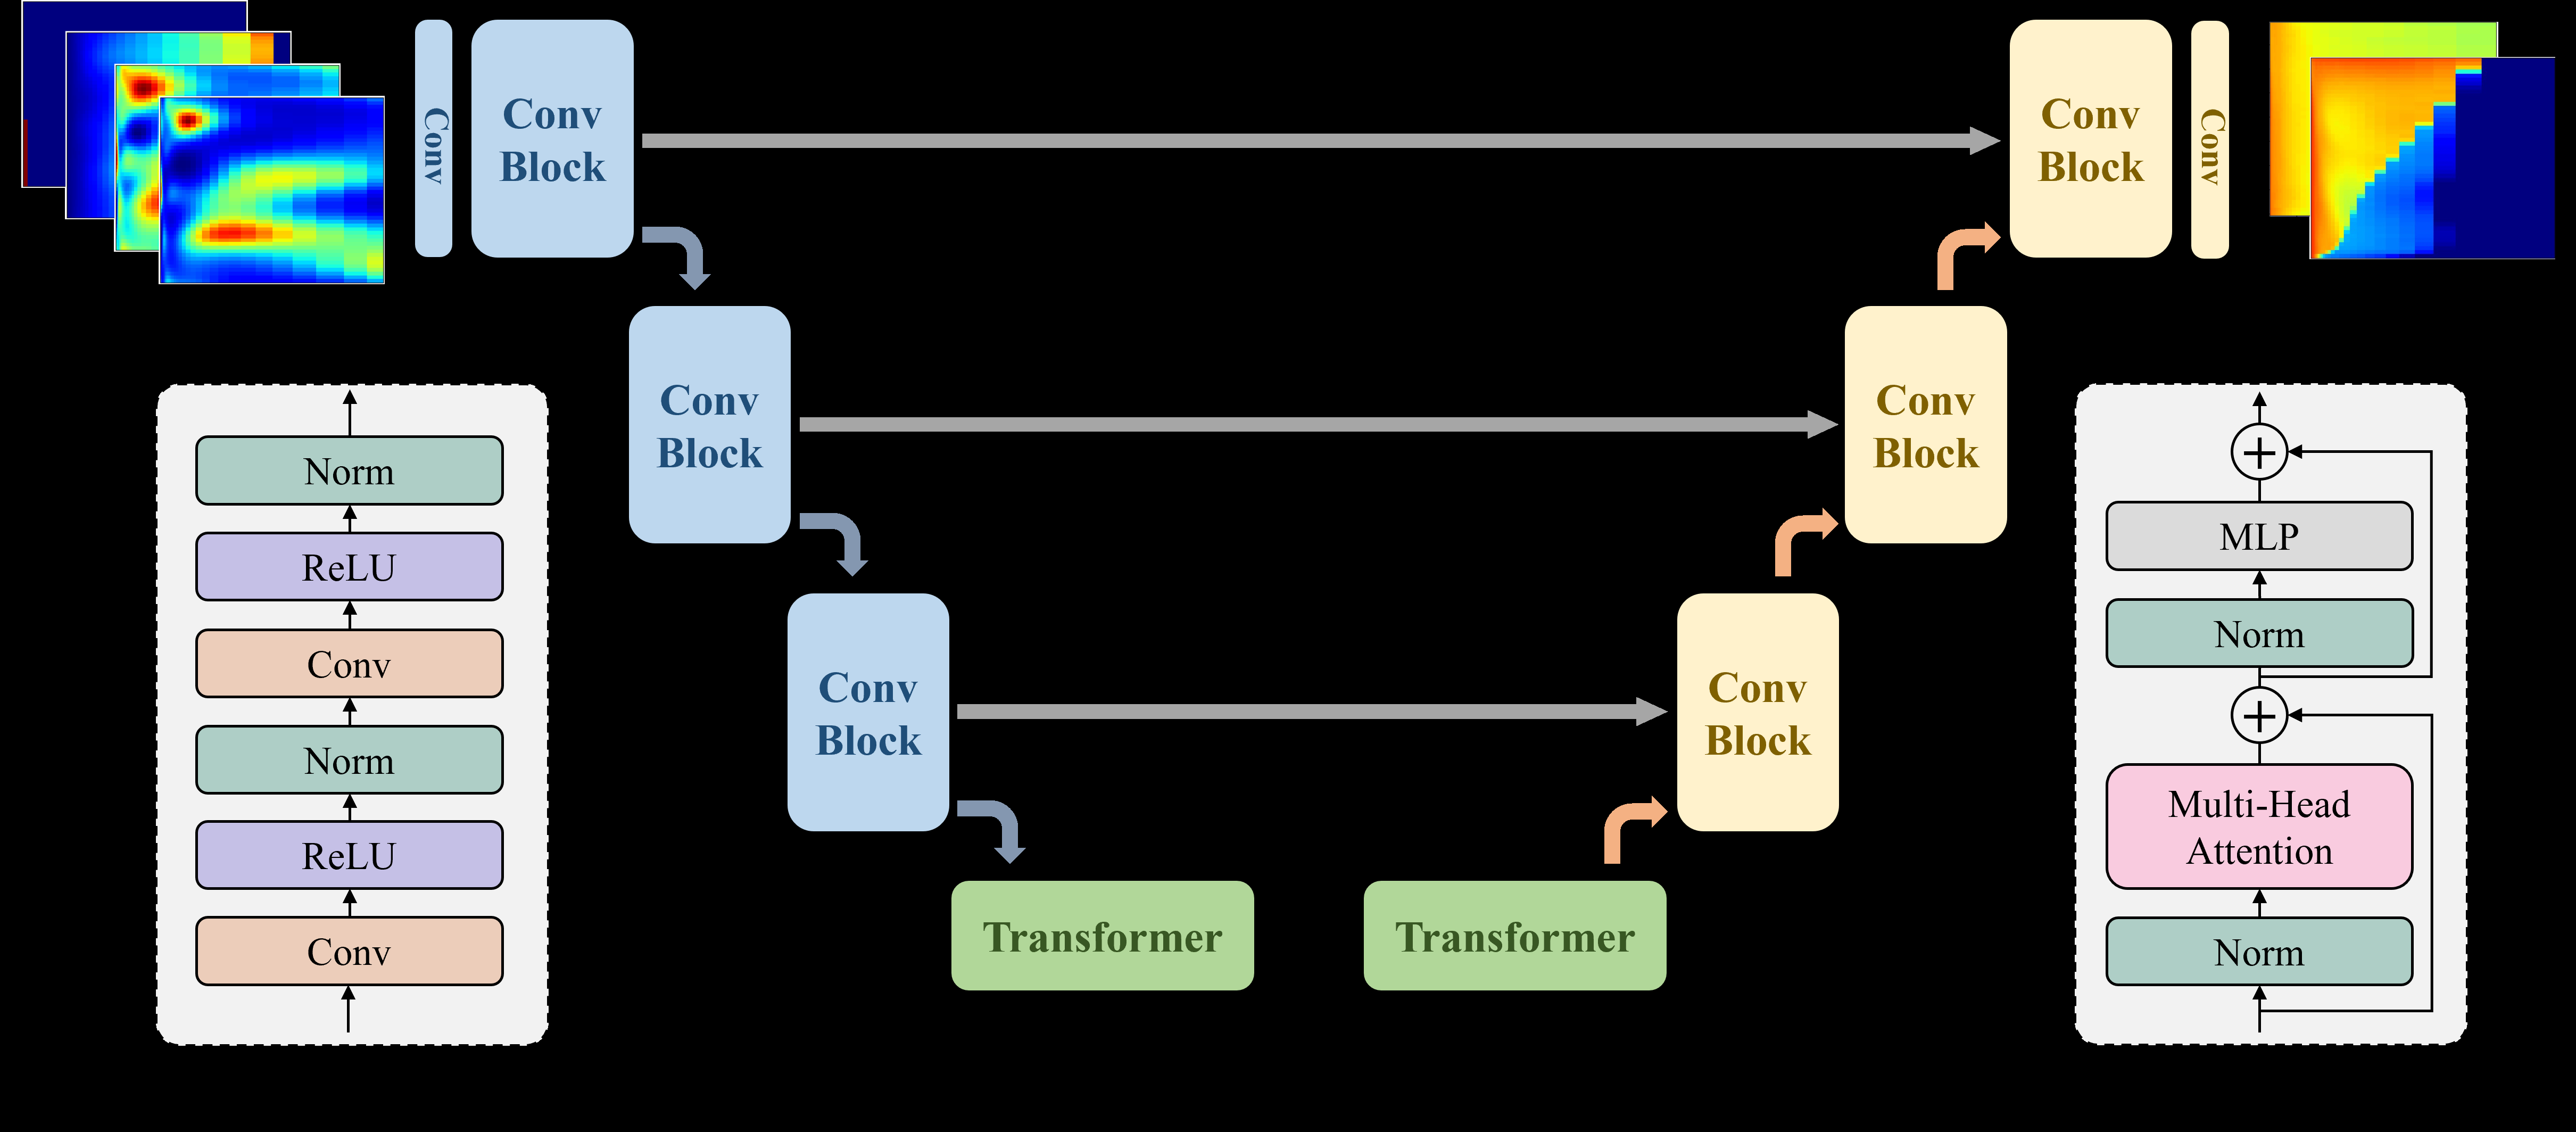 Conv
Conv
Block
Conv
Block
Conv
Conv
Block
Conv
Block
Conv
Block
Conv
Block
Transformer
Transformer
Norm
ReLU
Conv
Norm
ReLU
Conv
MLP
Norm
Multi-Head
Attention
Norm